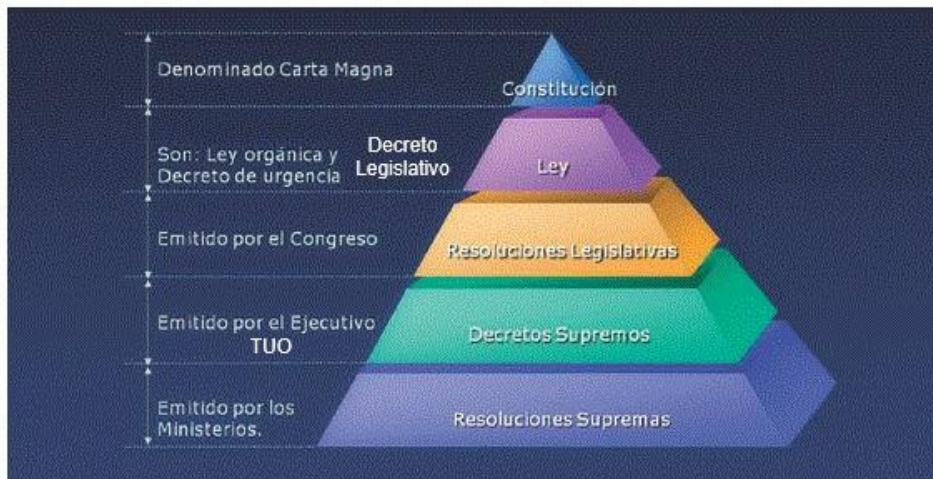 Denominado Carta Magna
Constitución
Son: Ley orgánica y
Decreto de urgencia
Decreto
Legislativo
Ley
Emitido por el Congreso
Resoluciones Legislativas
Emitido por el Ejecutivo
TUO
Decretos Supremos
Emitido por los
Ministerios.
Resoluciones Supremas